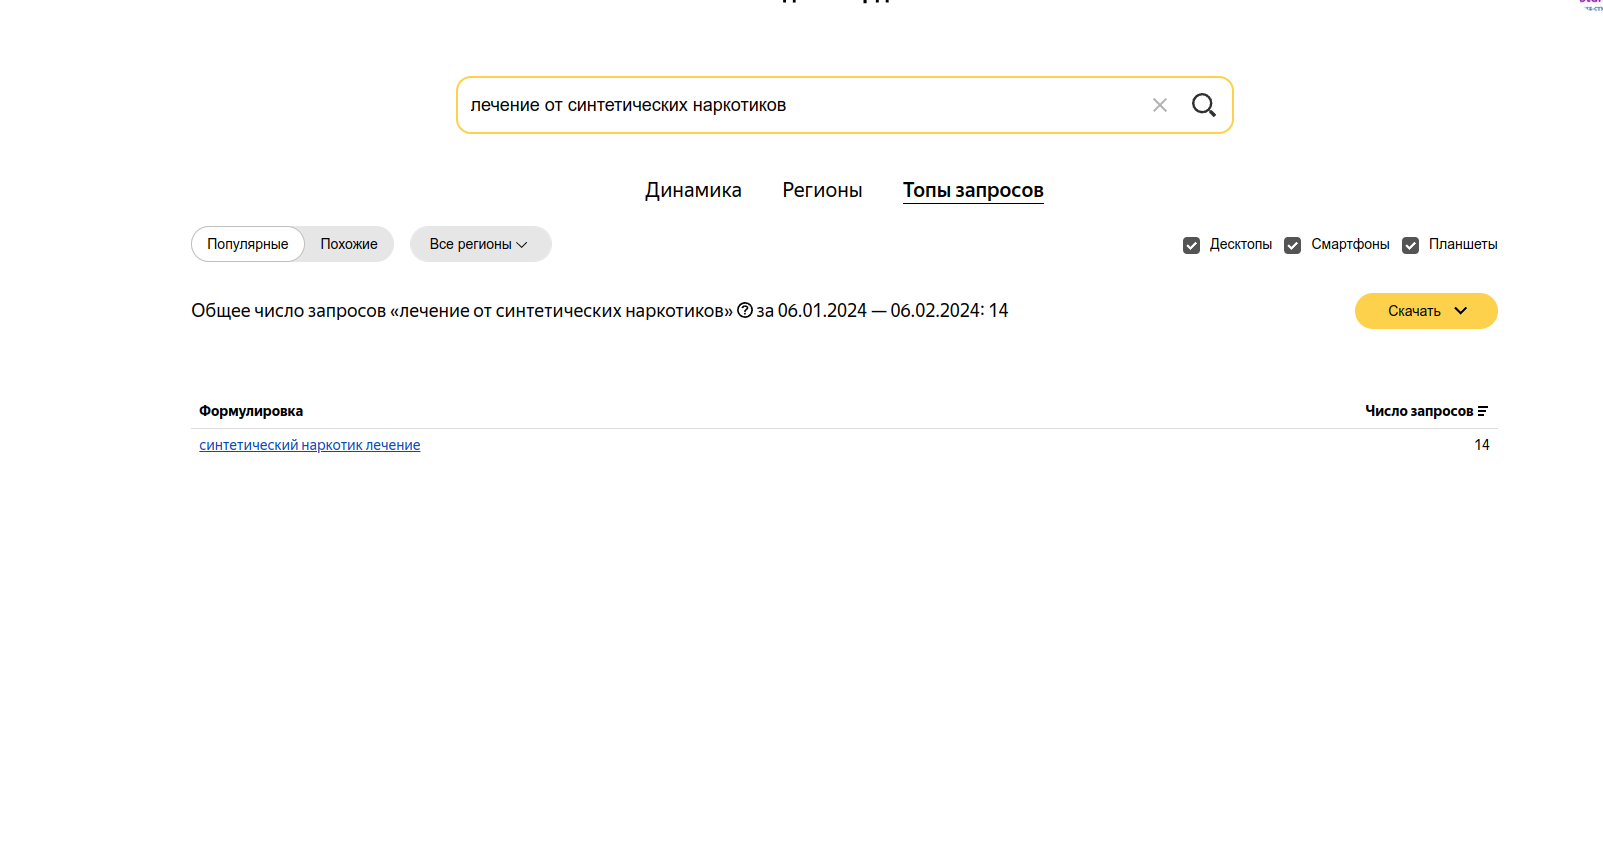 лечение от синтетических наркотиков
Динамика Регионы Топы запросов
Популярные Похожие Все регионы Десктопы Смартфоны Планшеты
Общее число запросов «лечение от синтетических наркотиков» за 06.01.2024 — 06.02.2024: 14
Скачать
Формулировка Число запросов
синтетический наркотик лечение 14